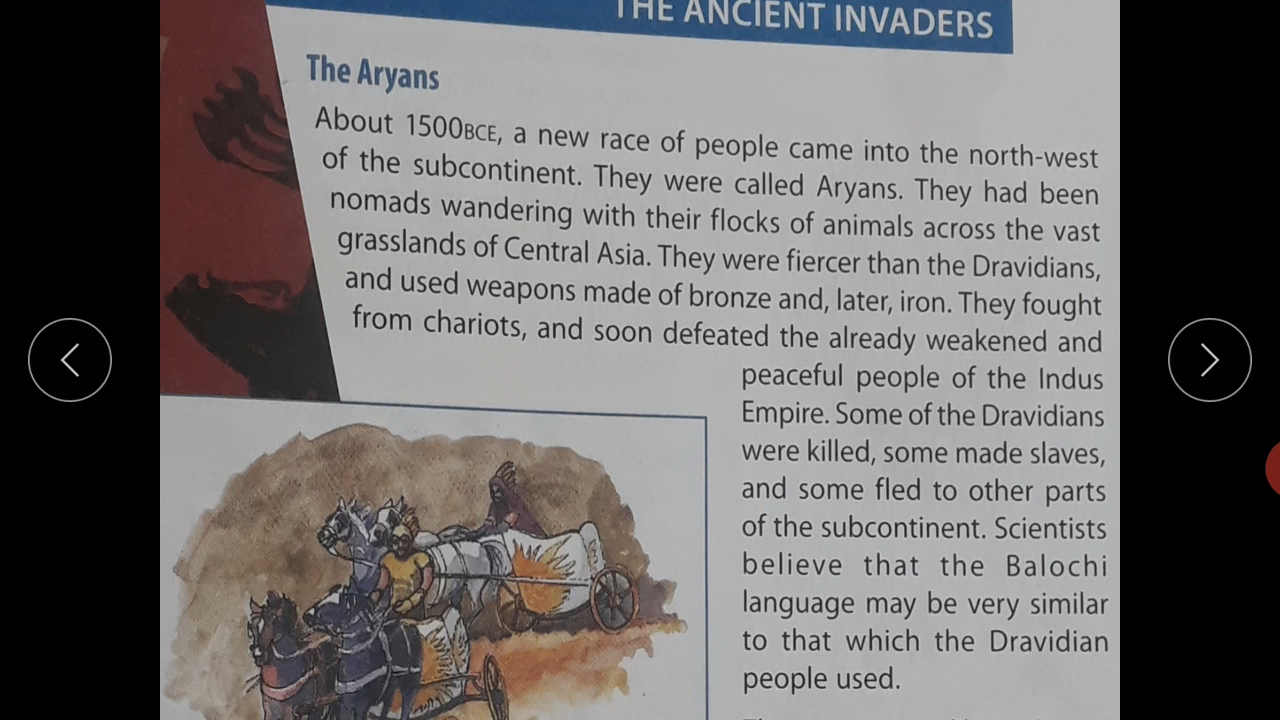 THE ANCIENT INVADERS
The Aryans
About 1500BCE, a new race of people came into the north-west
of the subcontinent. They were called Aryans. They had been
nomads wandering with their flocks of animals across the vast
grasslands of Central Asia. They were fiercer than the Dravidians,
and used weapons made of bronze and, later, iron. They fought
from chariots, and soon defeated the already weakened and
peaceful people of the Indus
Empire. Some of the Dravidians
were killed, some made slaves,
and some fled to other parts
of the subcontinent. Scientists
believe that the Balochi
language may be very similar
to that which the Dravidian
people used.